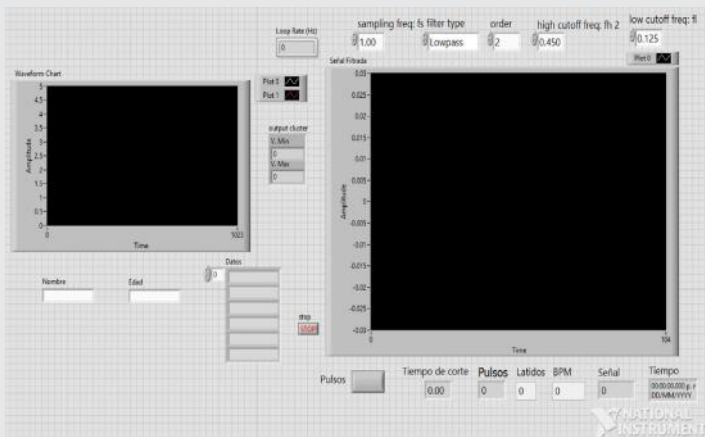 Loop Rate (Hz)
0
sampling freq: fs
1.00
filter type
Lowpass
order
2
high cutoff freq: fh 2
0.450
low cutoff freq: fl
0.125
Waveform Chart
Plot 0
Plot 1
Amplitude
5
4.5
4
3.5
3
2.5
2
1.5
1
0.5
0
0
1023
Time
output cluster
V. Min
0
V. Max
0
Señal Filtrada
Plot 0
Amplitude
0.03
0.025
0.02
0.015
0.01
0.005
0
-0.005
-0.01
-0.015
-0.02
-0.025
-0.03
0
104
Time
Nombre
Edad
Datos
0
stop
STOP
Pulsos
Tiempo de corte
0.00
Pulsos
0
Latidos
0
BPM
0
Señal
0
Tiempo
00:00:00.000 p. r
DD/MM/YYYY
NATIONAL
INSTRUMENT